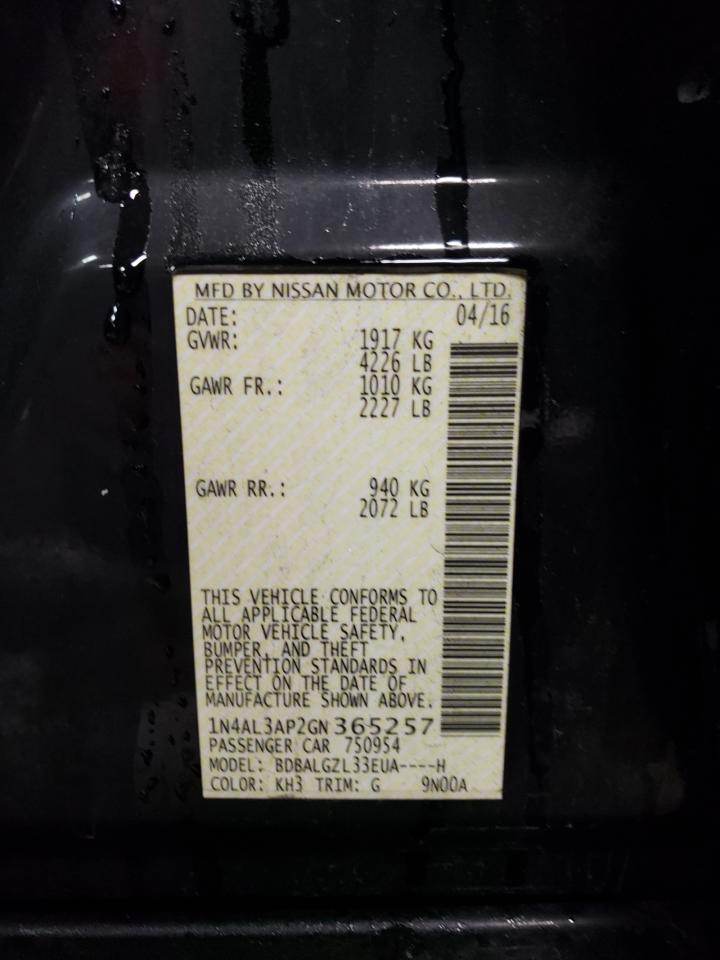 MFD BY NISSAN MOTOR CO., LTD.
DATE: 04/16
GVWR: 1917 KG
4226 LB
GAWR FR.: 1010 KG
2227 LB
GAWR RR.: 940 KG
2072 LB
THIS VEHICLE CONFORMS TO
ALL APPLICABLE FEDERAL
MOTOR VEHICLE SAFETY,
BUMPER, AND THEFT
PREVENTION STANDARDS IN
EFFECT ON THE DATE OF
MANUFACTURE SHOWN ABOVE.
1N4AL3AP2GN365257
PASSENGER CAR 750954
MODEL: BDBALGZL33EUA----H
COLOR: KH3 TRIM: G 9N00A